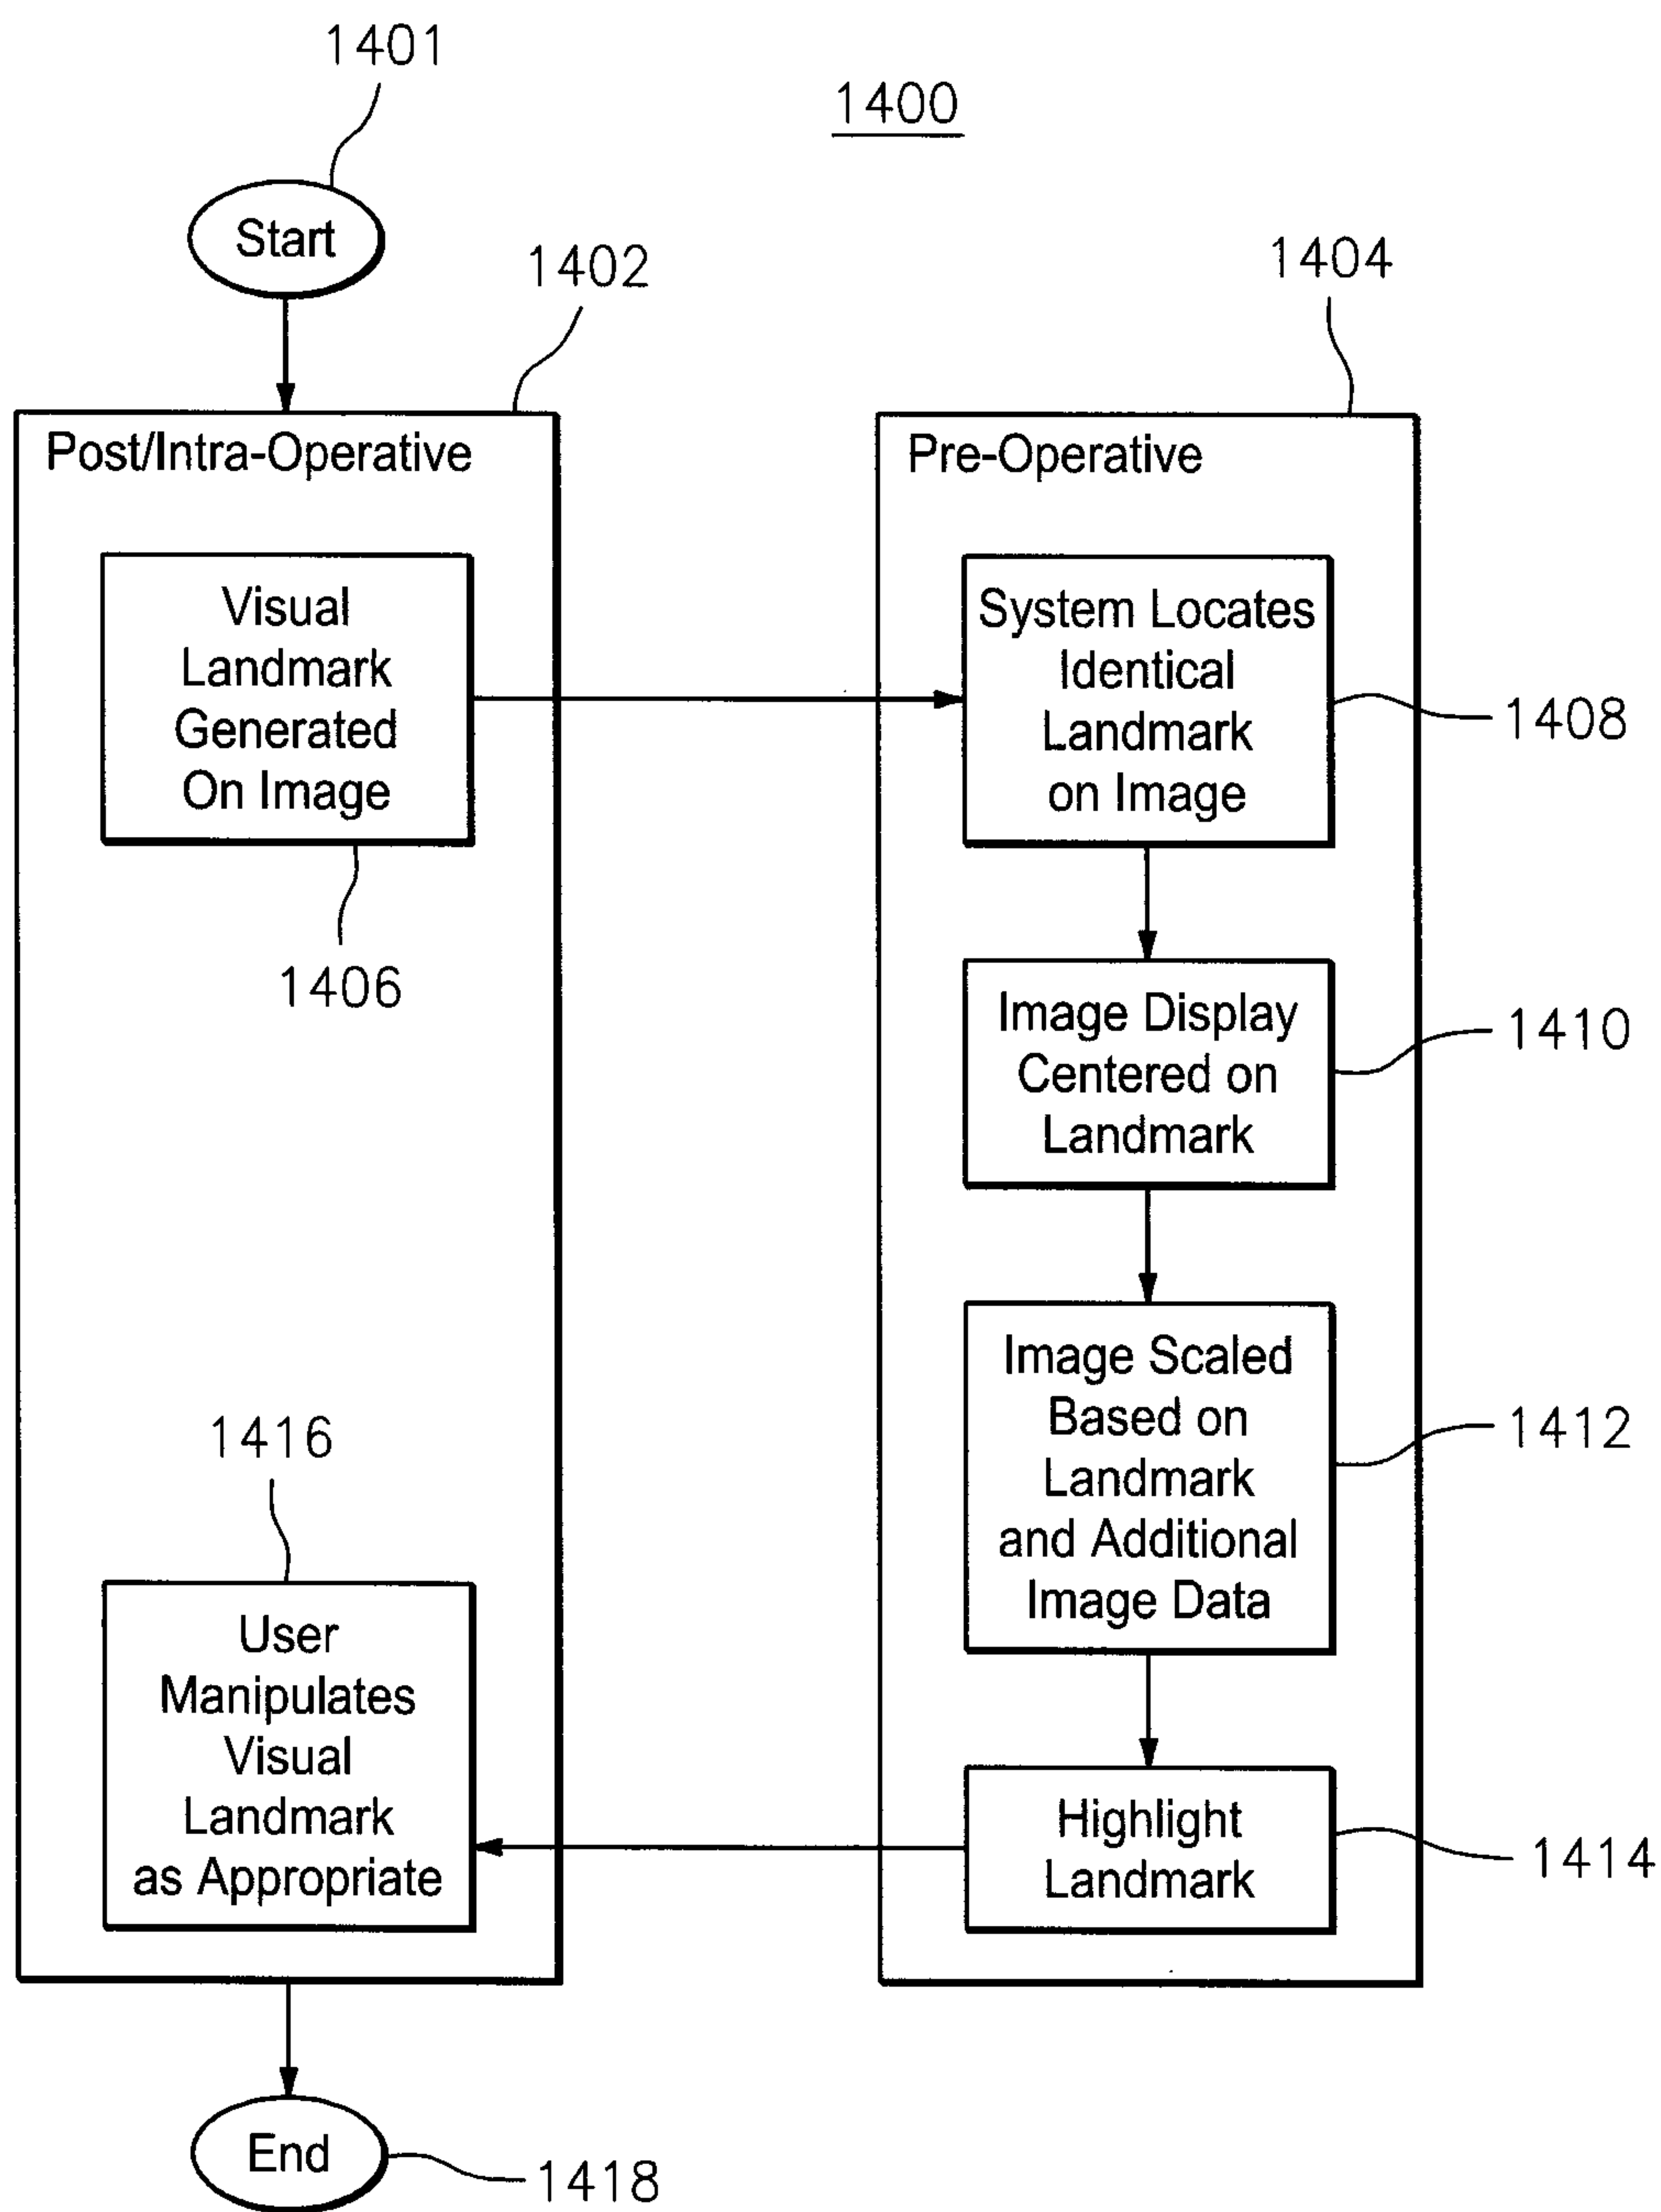 1401
1400
Start
1402
1404
Post/Intra-Operative
Pre-Operative
Visual
Landmark
Generated
On Image
1406
System Locates
Identical
Landmark
on Image
1408
Image Display
Centered on
Landmark
1410
Image Scaled
Based on
Landmark
and Additional
Image Data
1412
Highlight
Landmark
1414
1416
User
Manipulates
Visual
Landmark
as Appropriate
End
1418